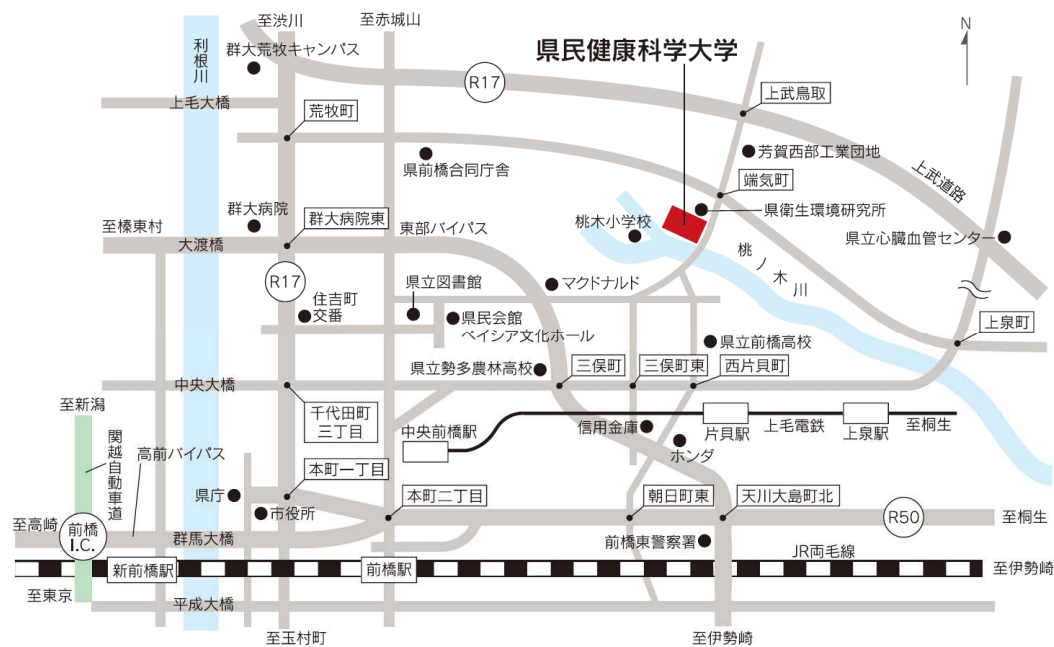 至渋川
至赤城山
N
利根川
群大荒牧キャンパス
県民健康科学大学
R17
上毛大橋
荒牧町
上武鳥取
県前橋合同庁舎
芳賀西部工業団地
上武道路
端気町
群大病院
群大病院東
県衛生環境研究所
至榛東村
大渡橋
東部バイパス
桃木小学校
県立心臓血管センター
桃ノ木川
R17
住吉町
交番
県立図書館
マクドナルド
県民会館
ベイシア文化ホール
上泉町
県立前橋高校
県立勢多農林高校
三俣町
三俣町東
西片貝町
中央大橋
至新潟
千代田町
三丁目
中央前橋駅
信用金庫
片貝駅
上毛電鉄
上泉駅
至桐生
関越自動車道
高前バイパス
ホンダ
県庁
本町一丁目
本町二丁目
朝日町東
天川大島町北
市役所
R50
至桐生
至高崎
前橋
I.C.
群馬大橋
前橋東警察署
JR両毛線
新前橋駅
前橋駅
至伊勢崎
至東京
平成大橋
至玉村町
至伊勢崎